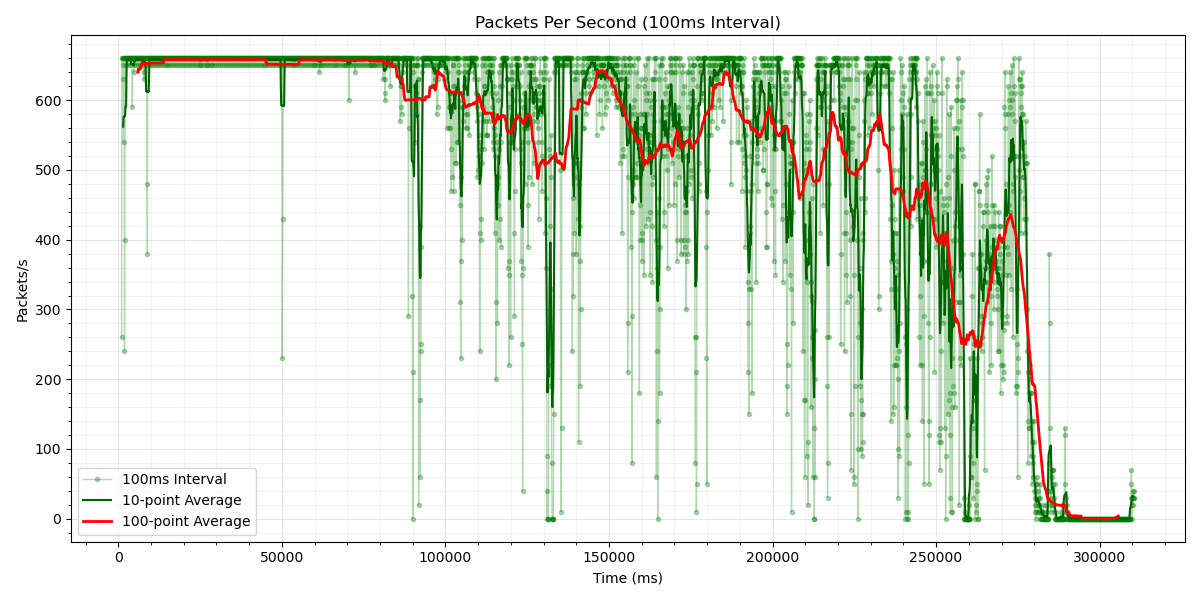 Packets Per Second (100ms Interval)
600
500
400
300
200
100
0
Packets/s
100ms Interval
10-point Average
100-point Average
0
50000
100000
150000
200000
250000
300000
Time (ms)